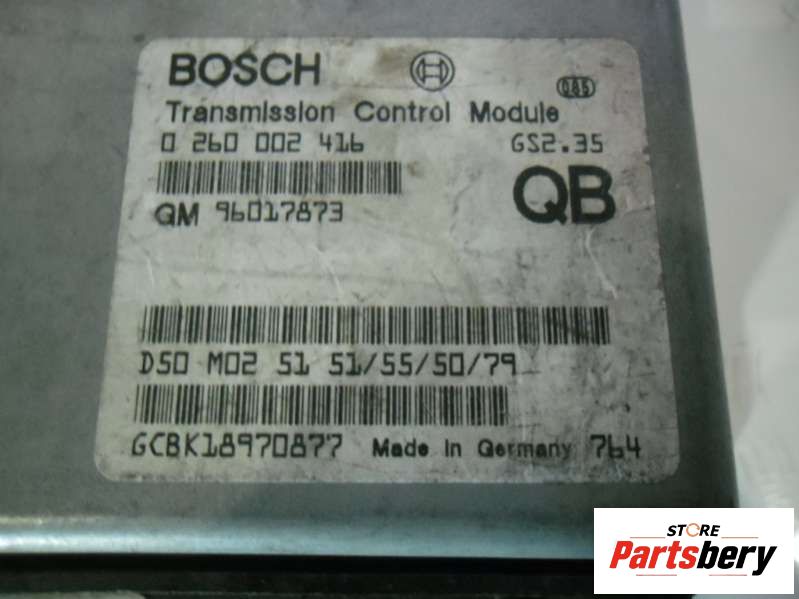 BOSCH
085
Transmission Control Module
0 260 002 416 GS2.35
GM 96017873 QB
D50 M02 51 51/55/50/79
GCBK18970877 Made in Germany 764
STORE
Partsbery